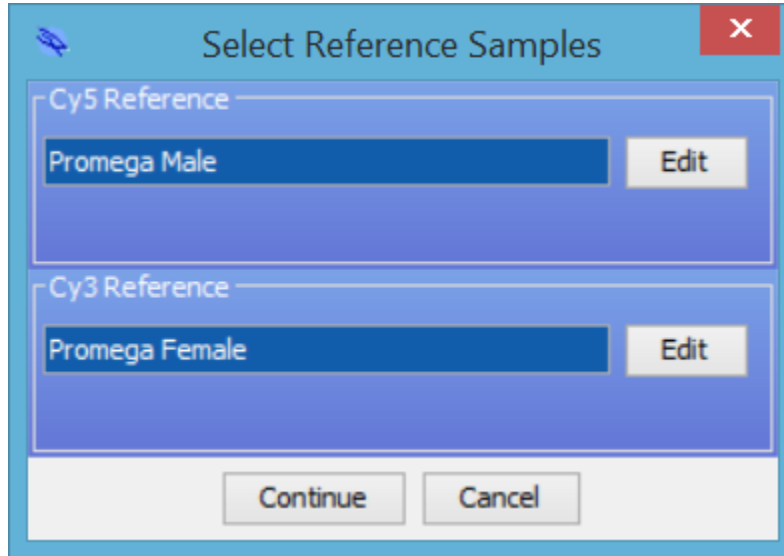 Select Reference Samples
Cy5 Reference
Promega Male
Edit
Cy3 Reference
Promega Female
Edit
Continue
Cancel